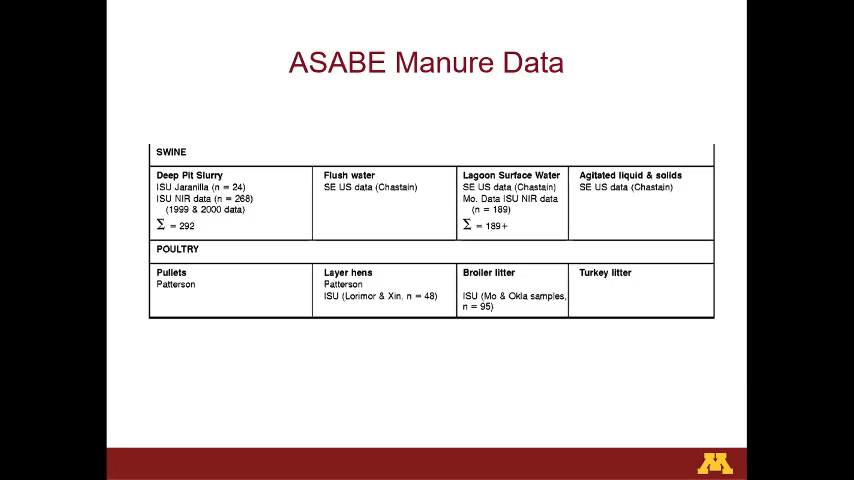 ASABE Manure Data
SWINE
Deep Pit Slurry
ISU Jaranilla (n = 24)
ISU NIR data (n = 268)
(1999 & 2000 data)
Σ = 292
Flush water
SE US data (Chastain)
Lagoon Surface Water
SE US data (Chastain)
Mo. Data ISU NIR data
(n = 189)
Σ = 189+
Agitated liquid & solids
SE US data (Chastain)
POULTRY
Pullets
Patterson
Layer hens
Patterson
ISU (Lorimor & Xin, n = 48)
Broiler litter
ISU (Mo & Okla samples,
n = 95)
Turkey litter
M